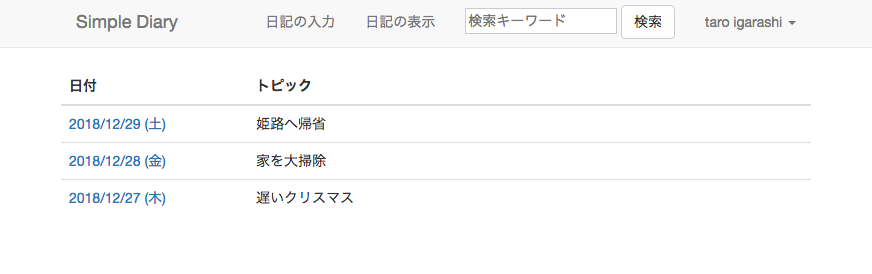 Simple Diary 日記の入力 日記の表示 検索キーワード 検索 taro igarashi
日付 トピック
2018/12/29 (土) 姫路へ帰省
2018/12/28 (金) 家を大掃除
2018/12/27 (木) 遅いクリスマス